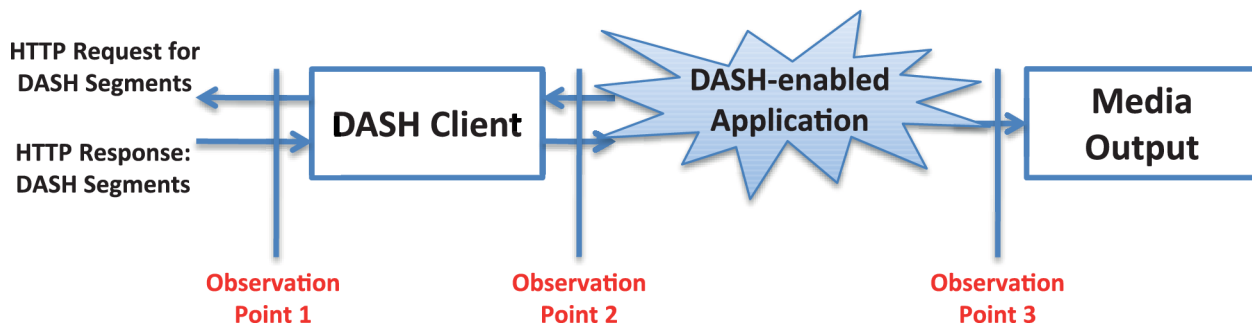 HTTP Request for
DASH Segments
HTTP Response:
DASH Segments
DASH Client
DASH-enabled
Application
Media
Output
Observation
Point 1
Observation
Point 2
Observation
Point 3